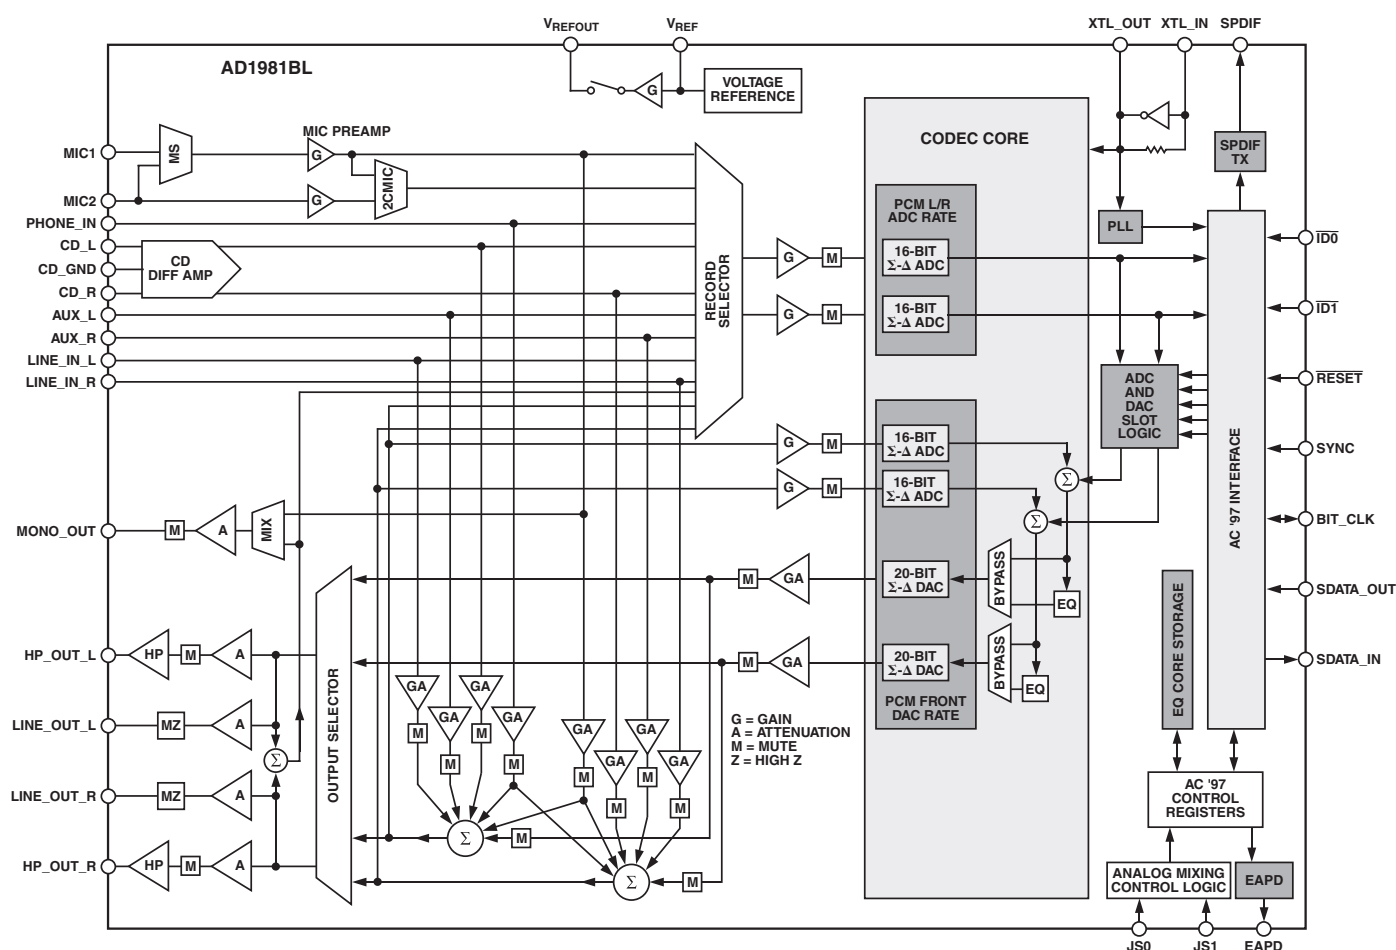 VREFOUT
VREF
XTL_OUT
XTL_IN
SPDIF
AD1981BL
G
VOLTAGE
REFERENCE
CODEC CORE
SPDIF
TX
MIC PREAMP
MIC1
MS
G
2CMIC
MIC2
G
PHONE_IN
CD_L
CD_GND
CD_R
CD
DIFF AMP
AUX_L
AUX_R
LINE_IN_L
LINE_IN_R
RECORD
SELECTOR
G
M
G
M
PCM L/R
ADC RATE
16-BIT
Σ-Δ ADC
16-BIT
Σ-Δ ADC
PLL
ID0
ID1
RESET
SYNC
BIT_CLK
SDATA_OUT
SDATA_IN
ADC
AND
DAC
SLOT
LOGIC
AC '97 INTERFACE
G
M
16-BIT
Σ-Δ ADC
G
M
16-BIT
Σ-Δ ADC
Σ
Σ
MONO_OUT
M
A
MIX
M
GA
20-BIT
Σ-Δ DAC
BYPASS
EQ
M
GA
20-BIT
Σ-Δ DAC
BYPASS
EQ
PCM FRONT
DAC RATE
EQ CORE STORAGE
HP_OUT_L
HP
M
A
LINE_OUT_L
MZ
A
Σ
LINE_OUT_R
MZ
A
HP_OUT_R
HP
M
A
OUTPUT SELECTOR
GA
GA
GA
GA
GA
GA
GA
GA
M
M
M
M
M
M
M
M
Σ
M
Σ
M
G = GAIN
A = ATTENUATION
M = MUTE
Z = HIGH Z
AC '97
CONTROL
REGISTERS
ANALOG MIXING
CONTROL LOGIC
EAPD
JS0
JS1
EAPD